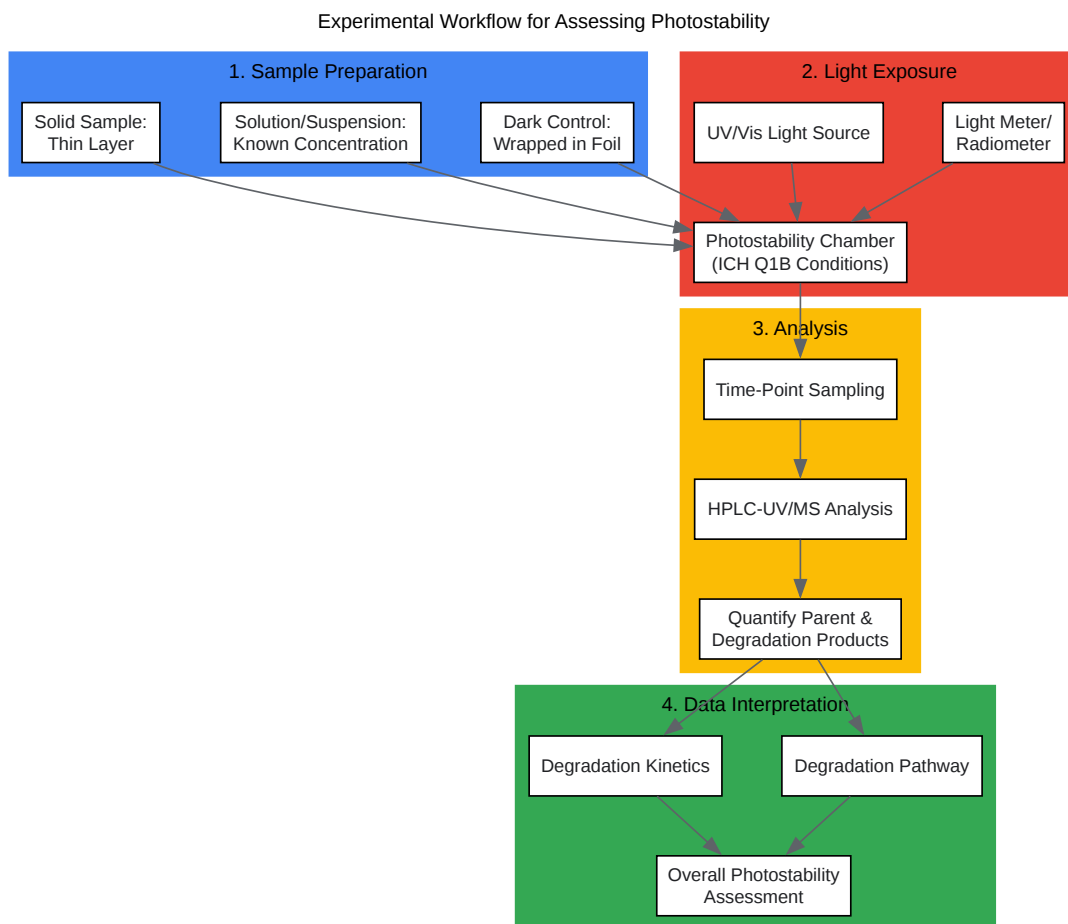 Experimental Workflow for Assessing Photostability
1. Sample Preparation
Solid Sample:
Thin Layer
Solution/Suspension:
Known Concentration
Dark Control:
Wrapped in Foil
2. Light Exposure
UV/Vis Light Source
Light Meter/
Radiometer
Photostability Chamber
(ICH Q1B Conditions)
3. Analysis
Time-Point Sampling
HPLC-UV/MS Analysis
Quantify Parent &
Degradation Products
4. Data Interpretation
Degradation Kinetics
Degradation Pathway
Overall Photostability
Assessment